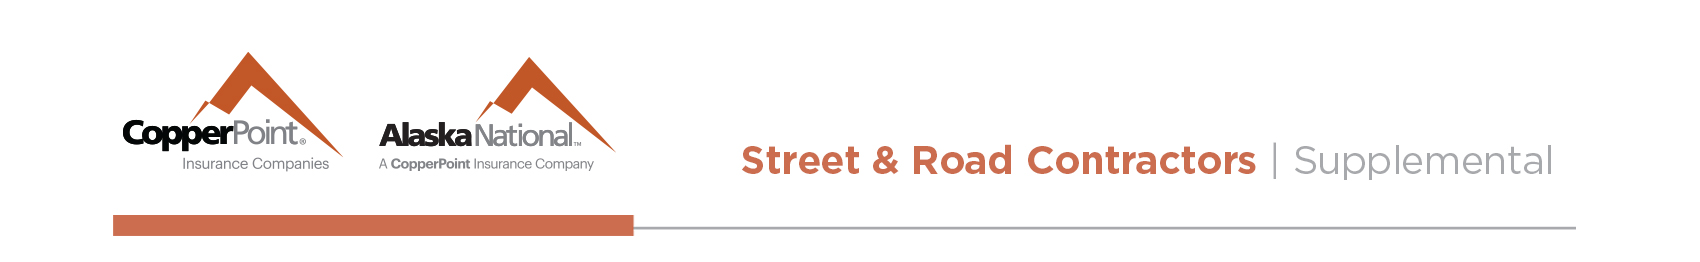 CopperPoint®
Insurance Companies
AlaskaNational™
A CopperPoint Insurance Company
Street & Road Contractors | Supplemental